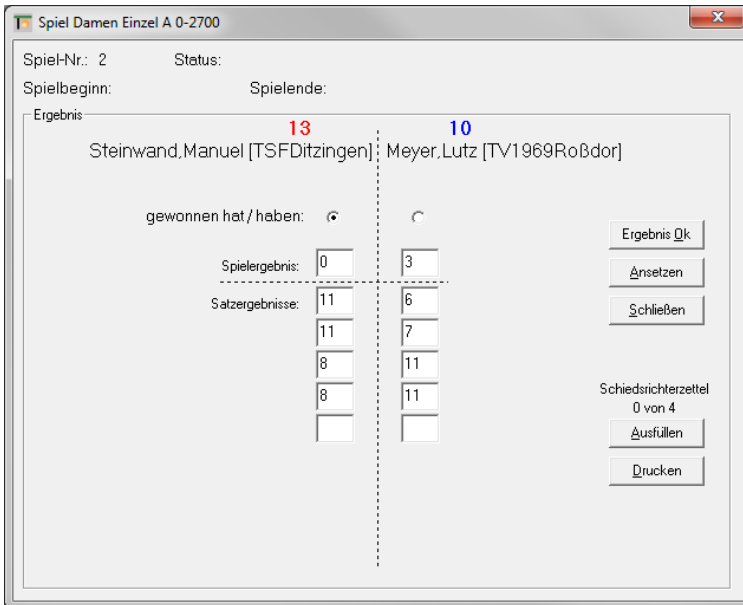 Spiel Damen Einzel A 0-2700
Spiel-Nr.: 2 Status:
Spielbeginn: Spielende:
Ergebnis
13 10
Steinwand,Manuel [TSFDitzingen] Meyer,Lutz [TV1969Roßdor]
gewonnen hat / haben:
Spielergebnis: 0 3
Satzergebnisse: 11 6
11 7
8 11
8 11
Ergebnis Ok
Ansetzen
Schließen
Schiedsrichterzettel
0 von 4
Ausfüllen
Drucken